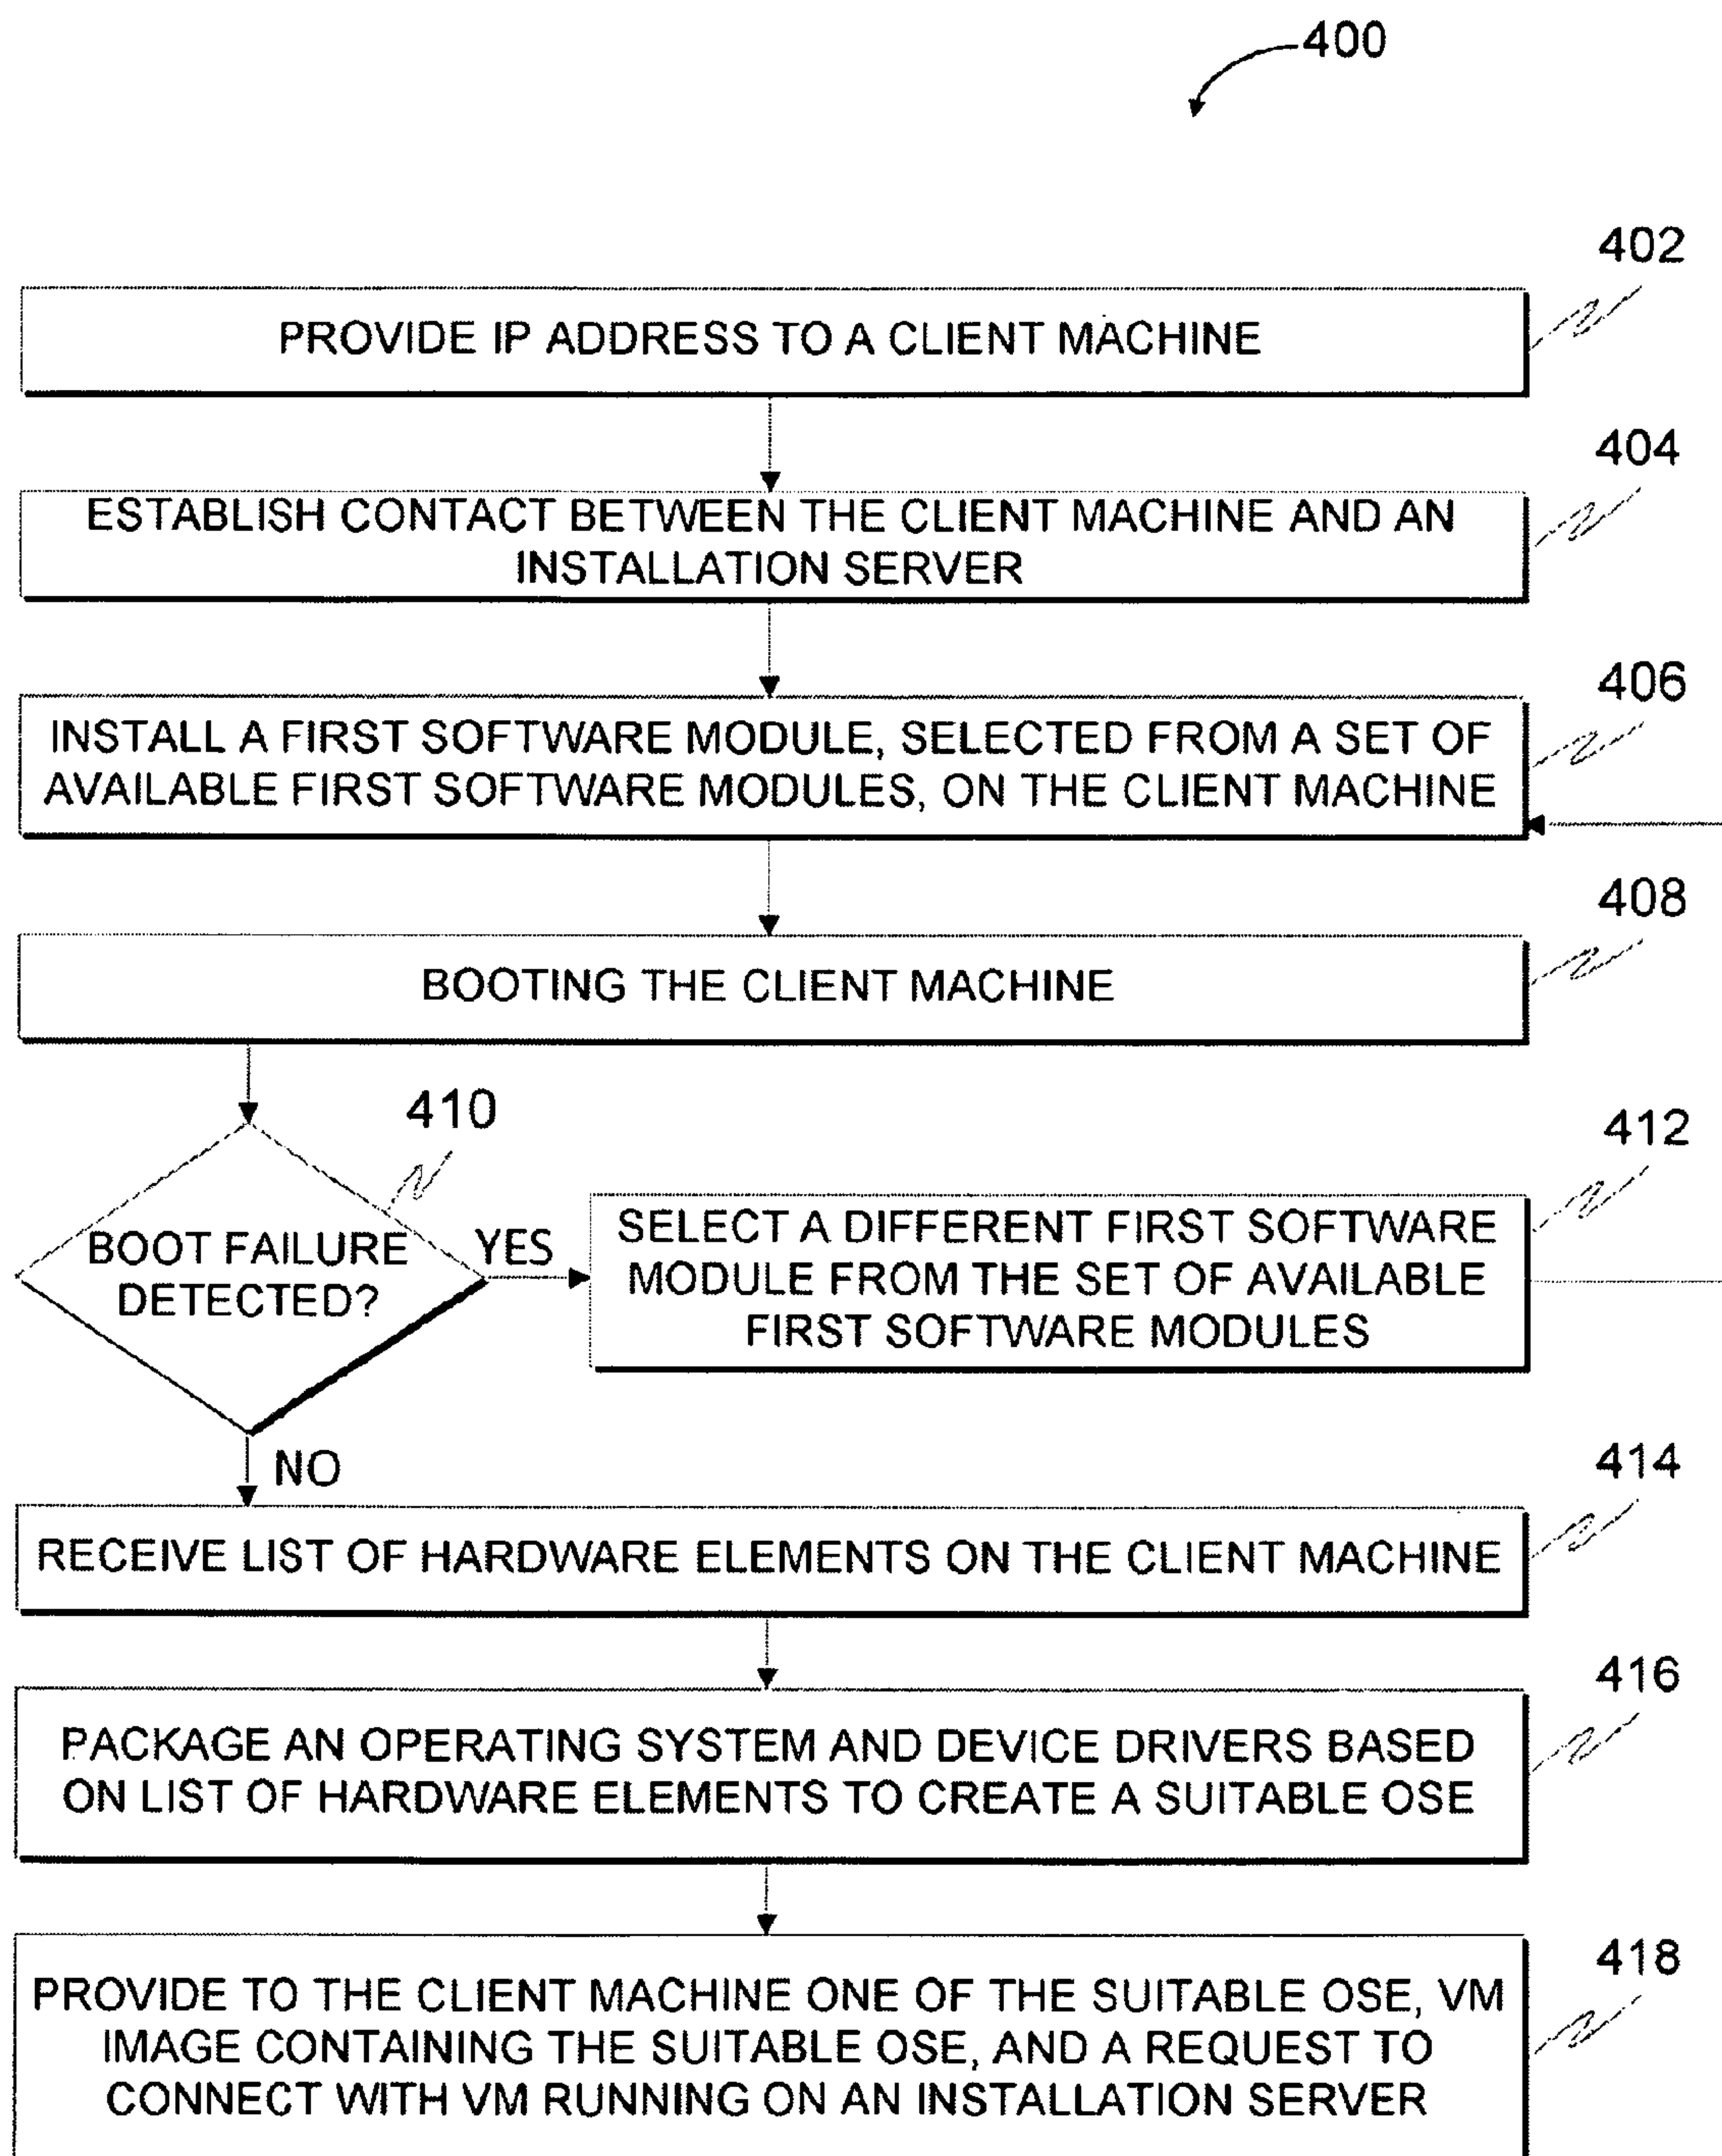 400
402
PROVIDE IP ADDRESS TO A CLIENT MACHINE
404
ESTABLISH CONTACT BETWEEN THE CLIENT MACHINE AND AN
INSTALLATION SERVER
406
INSTALL A FIRST SOFTWARE MODULE, SELECTED FROM A SET OF
AVAILABLE FIRST SOFTWARE MODULES, ON THE CLIENT MACHINE
408
BOOTING THE CLIENT MACHINE
410
BOOT FAILURE
DETECTED?
YES
412
SELECT A DIFFERENT FIRST SOFTWARE
MODULE FROM THE SET OF AVAILABLE
FIRST SOFTWARE MODULES
NO
414
RECEIVE LIST OF HARDWARE ELEMENTS ON THE CLIENT MACHINE
416
PACKAGE AN OPERATING SYSTEM AND DEVICE DRIVERS BASED
ON LIST OF HARDWARE ELEMENTS TO CREATE A SUITABLE OSE
418
PROVIDE TO THE CLIENT MACHINE ONE OF THE SUITABLE OSE, VM
IMAGE CONTAINING THE SUITABLE OSE, AND A REQUEST TO
CONNECT WITH VM RUNNING ON AN INSTALLATION SERVER